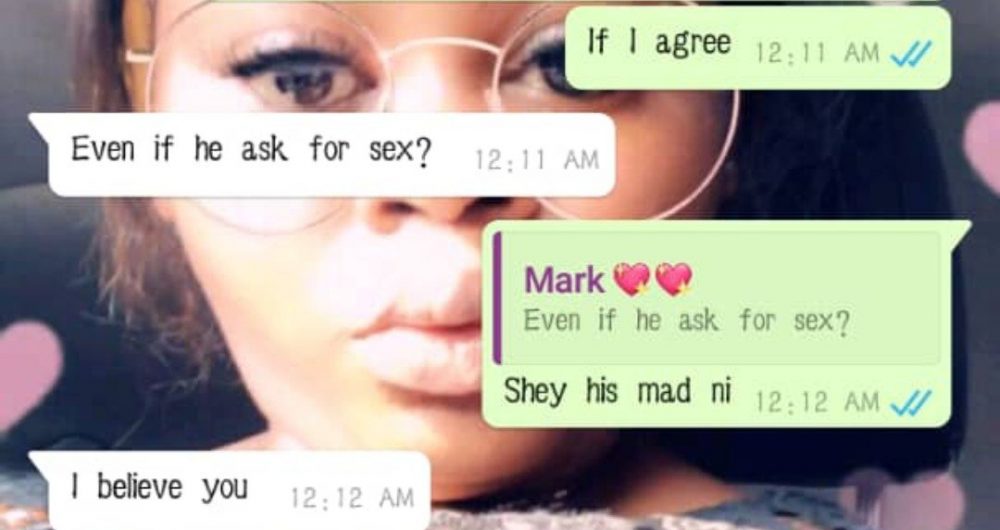 If I agree 12:11 AM
Even if he ask for sex? 12:11 AM
Mark 💖💖
Even if he ask for sex?
Shey his mad ni 12:12 AM
I believe you 12:12 AM